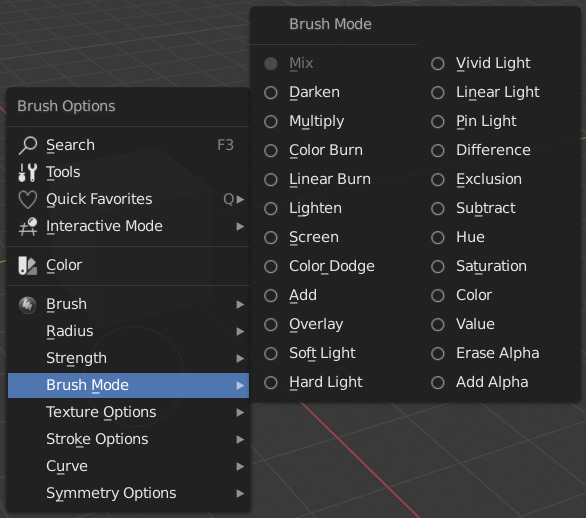 Brush Options
Search F3
Tools
Quick Favorites Q
Interactive Mode
Color
Brush
Radius
Strength
Brush Mode
Texture Options
Stroke Options
Curve
Symmetry Options
Brush Mode
Mix
Darken
Multiply
Color Burn
Linear Burn
Lighten
Screen
Color Dodge
Add
Overlay
Soft Light
Hard Light
Vivid Light
Linear Light
Pin Light
Difference
Exclusion
Subtract
Hue
Saturation
Color
Value
Erase Alpha
Add Alpha